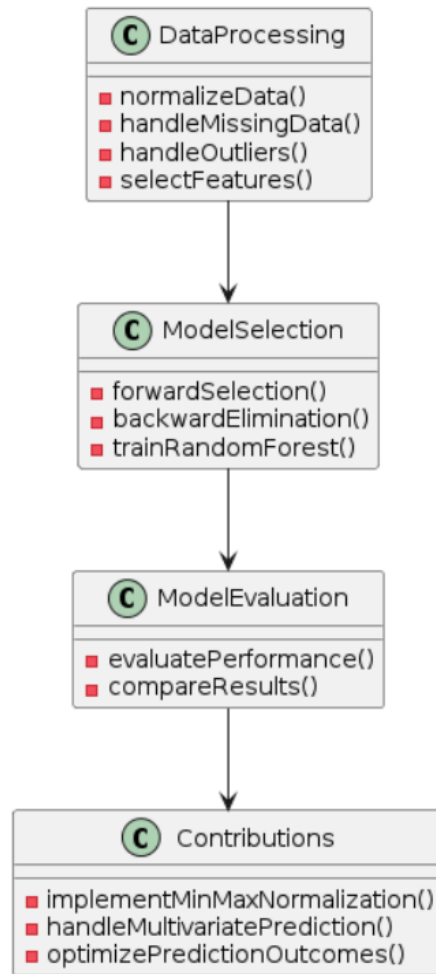 C DataProcessing
normalizeData()
handleMissingData()
handleOutliers()
selectFeatures()
C ModelSelection
forwardSelection()
backwardElimination()
trainRandomForest()
C ModelEvaluation
evaluatePerformance()
compareResults()
C Contributions
implementMinMaxNormalization()
handleMultivariatePrediction()
optimizePredictionOutcomes()